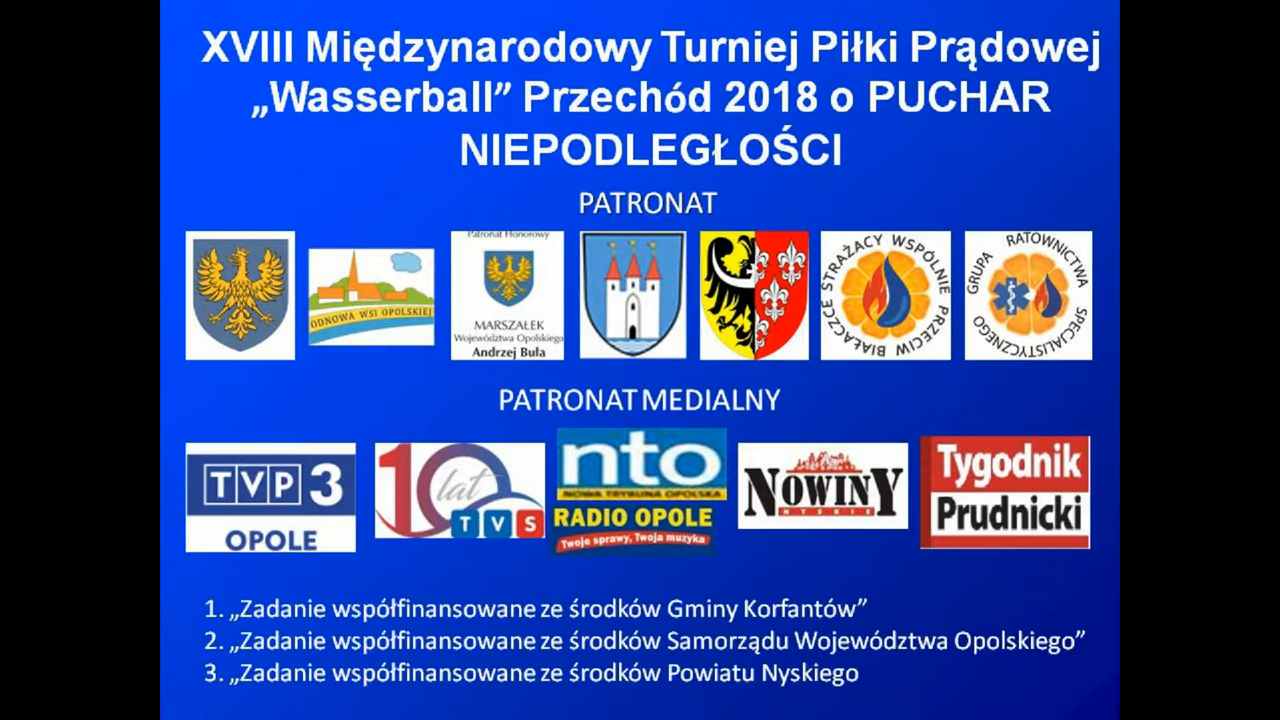 XVIII Międzynarodowy Turniej Piłki Prądowej
„Wasserball” Przechód 2018 o PUCHAR
NIEPODLEGŁOŚCI
PATRONAT
ODNOWA WSI OPOLSKIEJ
Patronat Honorowy
MARSZAŁEK
Województwa Opolskiego
Andrzej Buła
STRAŻACY WSPÓLNIE PRZECIW BIAŁACZCE
GRUPA RATOWNICTWA SPECJALISTYCZNEGO
PATRONAT MEDIALNY
TVP 3
OPOLE
10 lat
TVS
nto
NOWA TRYBUNA OPOLSKA
RADIO OPOLE
Twoje sprawy, Twoja muzyka
NOWINY
NYSKIE
Tygodnik
Prudnicki
1. „Zadanie współfinansowane ze środków Gminy Korfantów”
2. „Zadanie współfinansowane ze środków Samorządu Województwa Opolskiego”
3. „Zadanie współfinansowane ze środków Powiatu Nyskiego